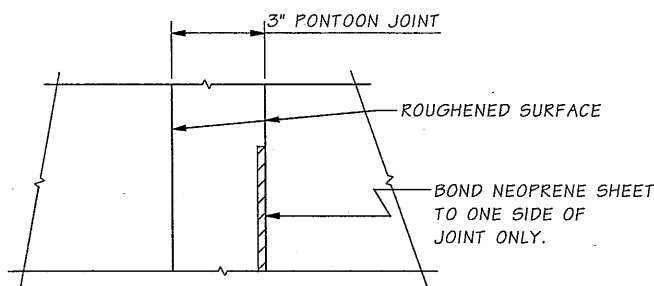 3" PONTOON JOINT
ROUGHENED SURFACE
BOND NEOPRENE SHEET
TO ONE SIDE OF
JOINT ONLY.